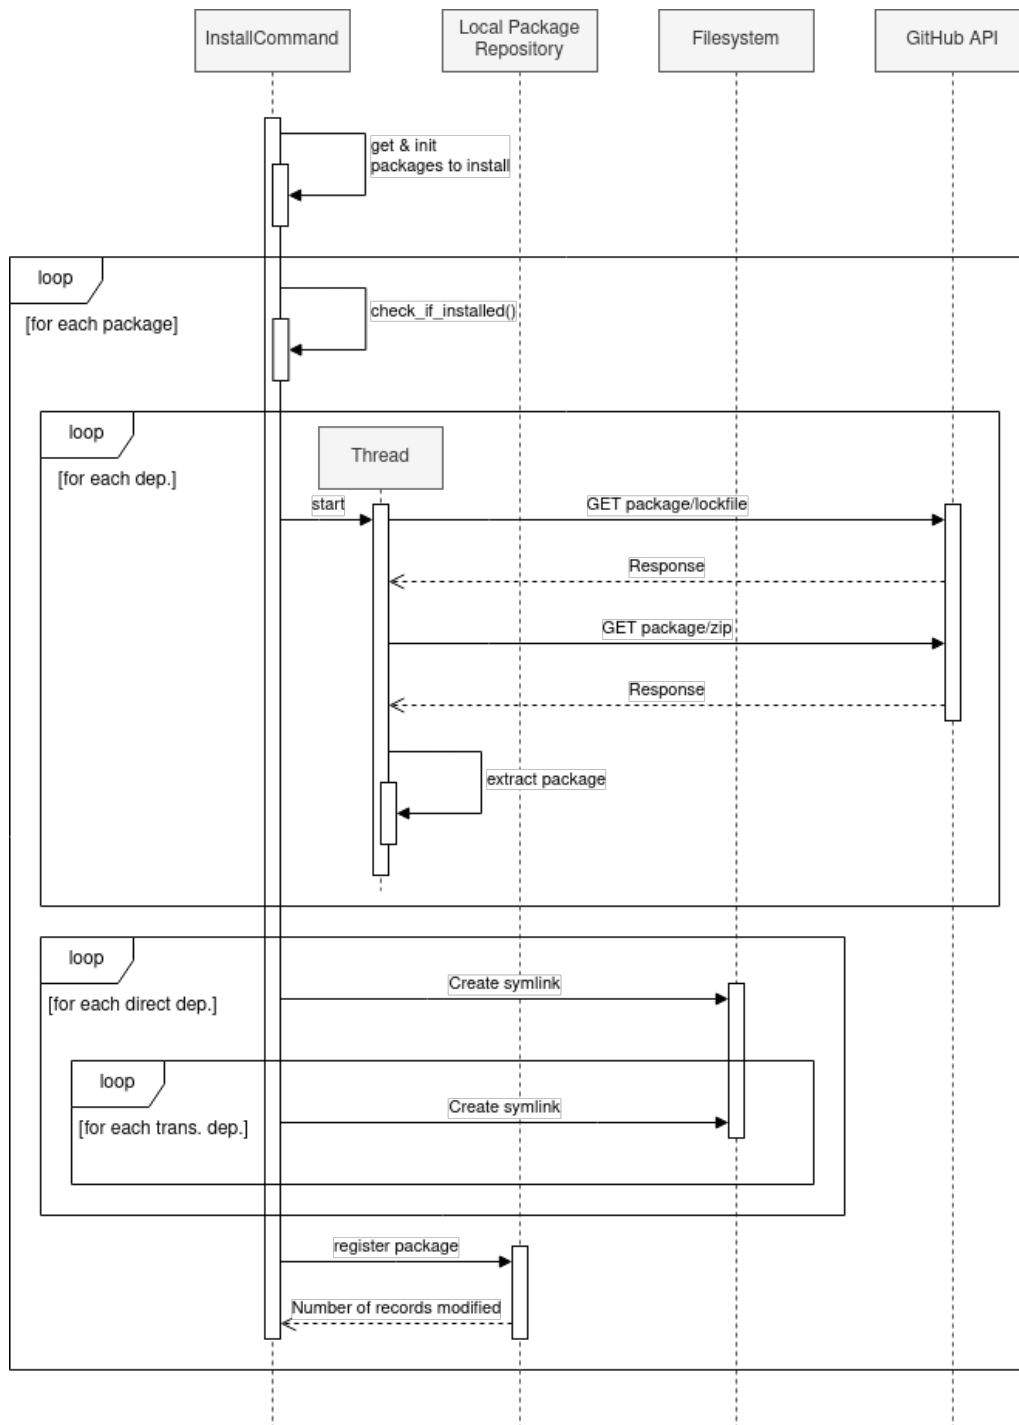 InstallCommand
Local Package
Repository
Filesystem
GitHub API
get & init
packages to install
loop
[for each package]
check_if_installed()
loop
[for each dep.]
Thread
start
GET package/lockfile
Response
GET package/zip
Response
extract package
loop
[for each direct dep.]
Create symlink
loop
[for each trans. dep.]
Create symlink
register package
Number of records modified